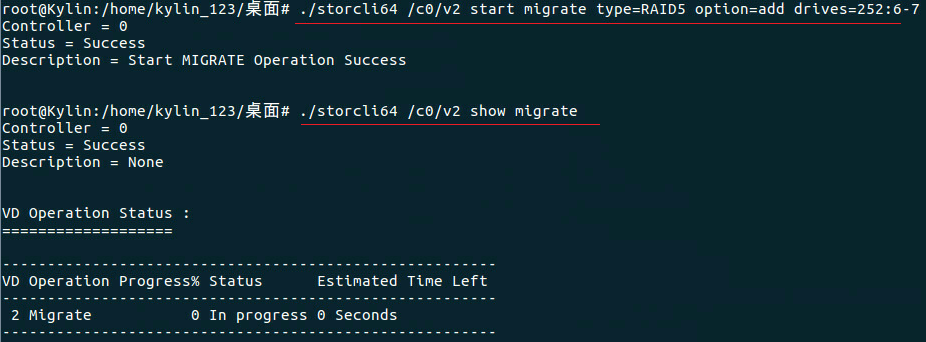 root@Kylin:/home/kylin_123/桌面# ./storcli64 /c0/v2 start migrate type=RAID5 option=add drives=252:6-7
Controller = 0
Status = Success
Description = Start MIGRATE Operation Success
root@Kylin:/home/kylin_123/桌面# ./storcli64 /c0/v2 show migrate
Controller = 0
Status = Success
Description = None
VD Operation Status :
===================
-------------------------------------------------------
VD Operation Progress% Status      Estimated Time Left
-------------------------------------------------------
 2 Migrate           0 In progress 0 Seconds
-------------------------------------------------------